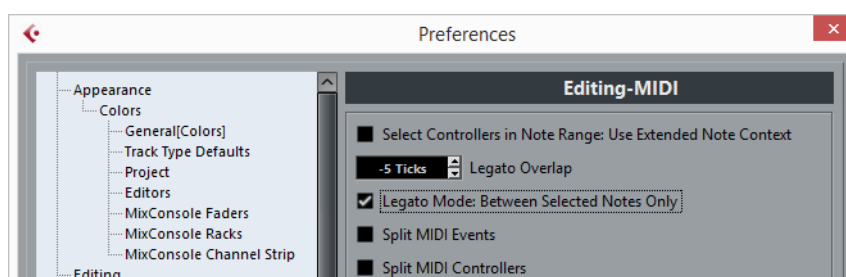 Preferences
Appearance
Colors
General[Colors]
Track Type Defaults
Project
Editors
MixConsole Faders
MixConsole Racks
MixConsole Channel Strip
Editing
Editing-MIDI
Select Controllers in Note Range: Use Extended Note Context
-5 Ticks Legato Overlap
Legato Mode: Between Selected Notes Only
Split MIDI Events
Split MIDI Controllers